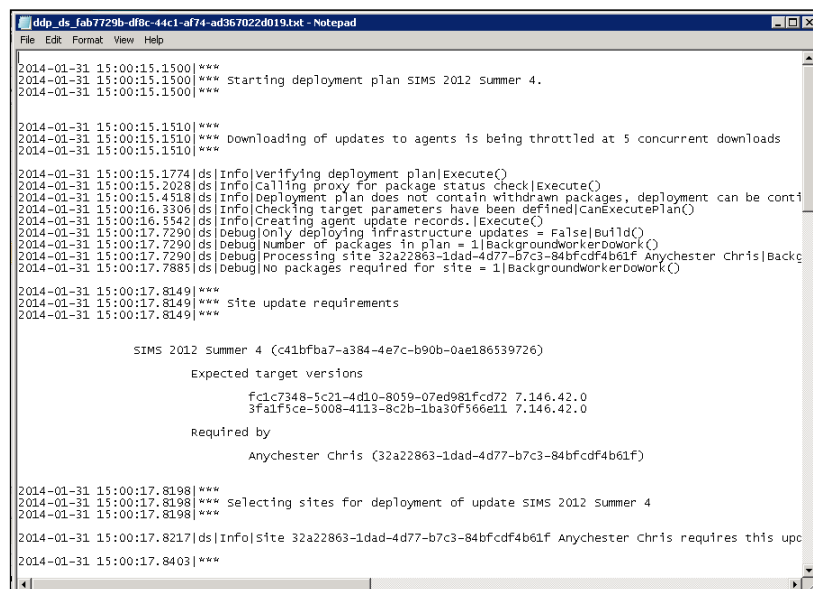 ddp_ds_fab7729b-df8c-44c1-af74-ad367022d019.txt - Notepad
File Edit Format View Help
2014-01-31 15:00:15.1500|***
2014-01-31 15:00:15.1500|*** Starting deployment plan SIMS 2012 Summer 4.
2014-01-31 15:00:15.1500|***
2014-01-31 15:00:15.1510|***
2014-01-31 15:00:15.1510|*** Downloading of updates to agents is being throttled at 5 concurrent downloads
2014-01-31 15:00:15.1510|***
2014-01-31 15:00:15.1774|ds|Info|Verifying deployment plan|Execute()
2014-01-31 15:00:15.2028|ds|Info|Calling proxy for package status check|Execute()
2014-01-31 15:00:15.4518|ds|Info|Deployment plan does not contain withdrawn packages, deployment can be conti
2014-01-31 15:00:16.3306|ds|Info|Checking target parameters have been defined|CanExecutePlan()
2014-01-31 15:00:16.5542|ds|Info|Creating agent update records.|Execute()
2014-01-31 15:00:17.7290|ds|Debug|Only deploying infrastructure updates = False|Build()
2014-01-31 15:00:17.7290|ds|Debug|Number of packages in plan = 1|BackgroundWorkerDoWork()
2014-01-31 15:00:17.7290|ds|Debug|Processing site 32a22863-1dad-4d77-b7c3-84bfcdf4b61f Anychester Chris|Backg
2014-01-31 15:00:17.7885|ds|Debug|No packages required for site = 1|BackgroundWorkerDoWork()
2014-01-31 15:00:17.8149|***
2014-01-31 15:00:17.8149|*** Site update requirements
2014-01-31 15:00:17.8149|***
SIMS 2012 Summer 4 (c41bfba7-a384-4e7c-b90b-0ae186539726)
Expected target versions
fc1c7348-5c21-4d10-8059-07ed981fcd72 7.146.42.0
3fa1f5ce-5008-4113-8c2b-1ba30f566e11 7.146.42.0
Required by
Anychester Chris (32a22863-1dad-4d77-b7c3-84bfcdf4b61f)
2014-01-31 15:00:17.8198|***
2014-01-31 15:00:17.8198|*** Selecting sites for deployment of update SIMS 2012 Summer 4
2014-01-31 15:00:17.8198|***
2014-01-31 15:00:17.8217|ds|Info|Site 32a22863-1dad-4d77-b7c3-84bfcdf4b61f Anychester Chris requires this upd
2014-01-31 15:00:17.8403|***